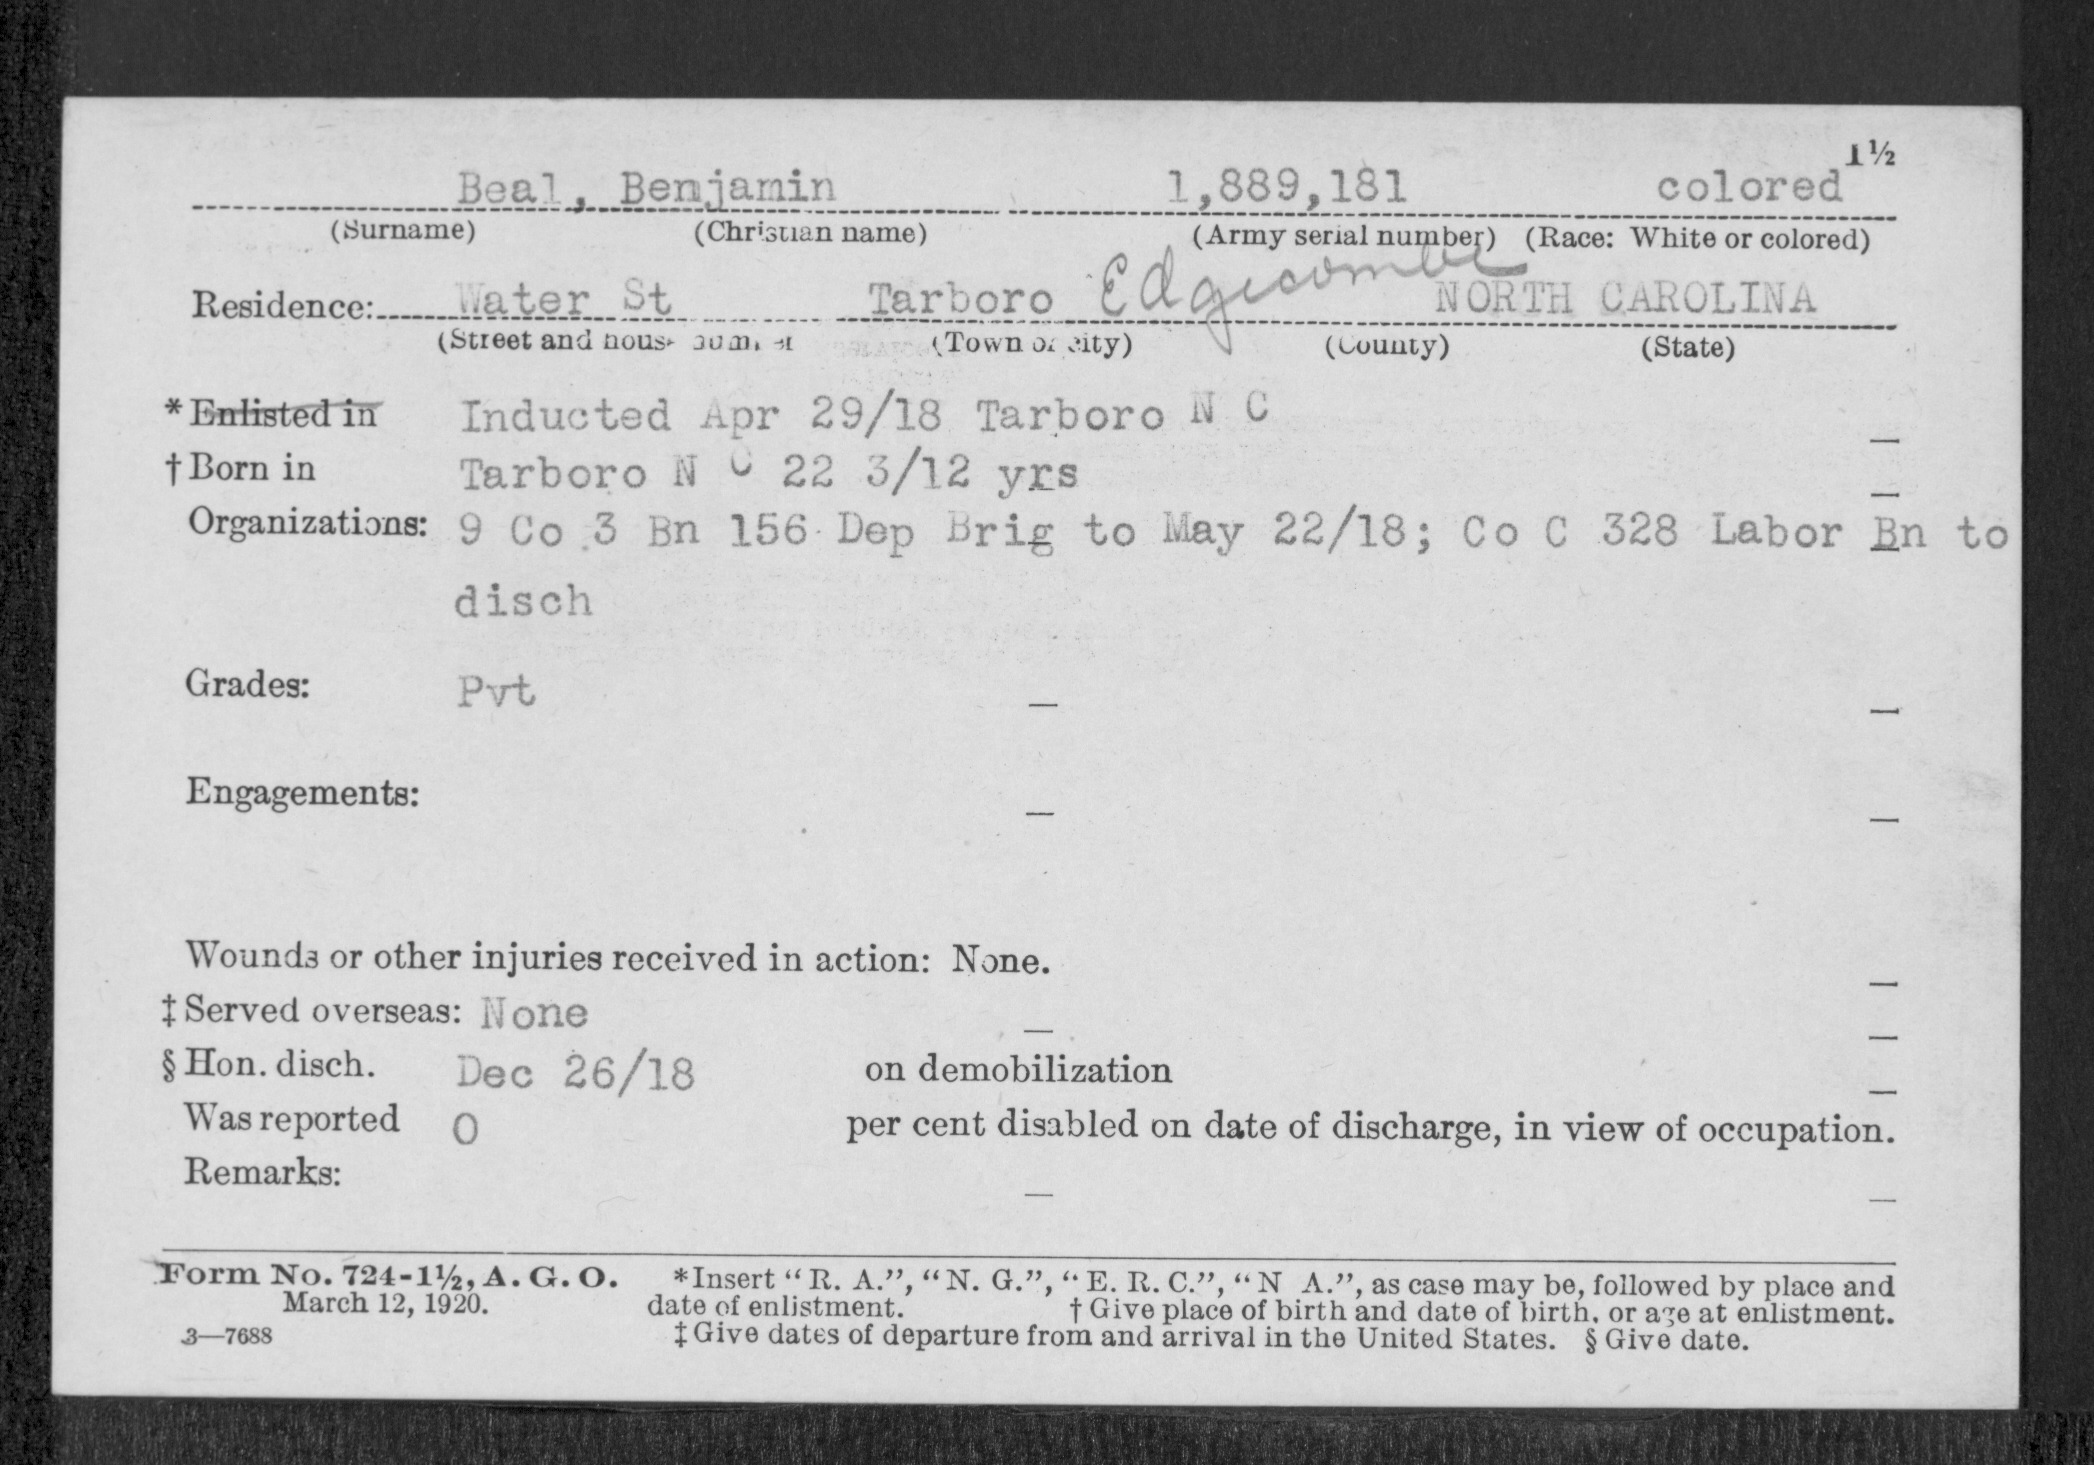 1½
Beal, Benjamin 1,889,181 colored
(Surname) (Christian name) (Army serial number) (Race: White or colored)
Residence: Water St Tarboro Edgecombe NORTH CAROLINA
(Street and house number) (Town or city) (County) (State)
* Enlisted in Inducted Apr 29/18 Tarboro N C
† Born in Tarboro N C 22 3/12 yrs
Organizations: 9 Co 3 Bn 156 Dep Brig to May 22/18; Co C 328 Labor Bn to
disch
Grades: Pvt
Engagements:
Wounds or other injuries received in action: None.
‡ Served overseas: None
§ Hon. disch. Dec 26/18 on demobilization
Was reported 0 per cent disabled on date of discharge, in view of occupation.
Remarks:
Form No. 724-1½, A. G. O. *Insert "R. A.", "N. G.", "E. R. C.", "N A.", as case may be, followed by place and
March 12, 1920. date of enlistment. † Give place of birth and date of birth, or age at enlistment.
3—7688 ‡ Give dates of departure from and arrival in the United States. § Give date.